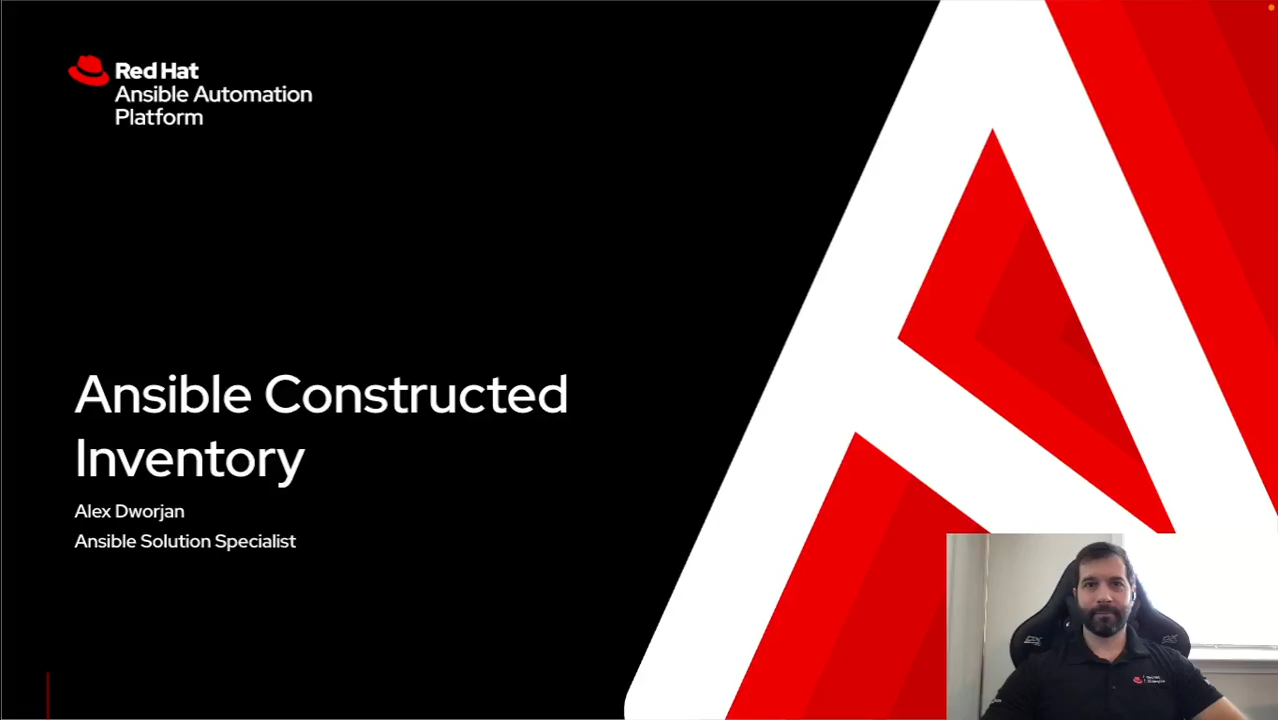 Red Hat
Ansible Automation
Platform
Ansible Constructed
Inventory
Alex Dworjan
Ansible Solution Specialist